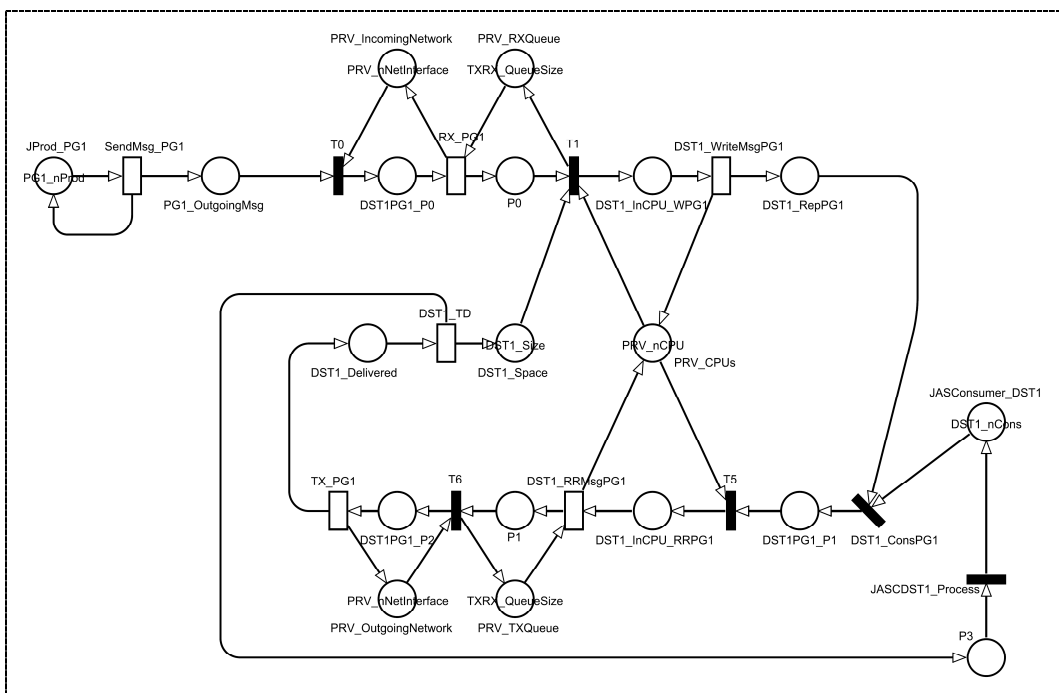 PRV_IncomingNetwork
PRV_RXQueue
PRV_nNetInterface
TXRX_QueueSize
JProd_PG1
SendMsg_PG1
T0
RX_PG1
T1
DST1_WriteMsgPG1
PG1_nProd
PG1_OutgoingMsg
DST1PG1_P0
P0
DST1_InCPU_WPG1
DST1_RepPG1
DST1_TD
DST1_Size
PRV_nCPU
DST1_Delivered
DST1_Space
PRV_CPUs
JASConsumer_DST1
DST1_nCons
TX_PG1
T6
DST1_RRMsgPG1
T5
DST1PG1_P2
P1
DST1_InCPU_RRPG1
DST1PG1_P1
DST1_ConsPG1
JASCDST1_Process
PRV_nNetInterface
TXRX_QueueSize
PRV_OutgoingNetwork
PRV_TXQueue
P3